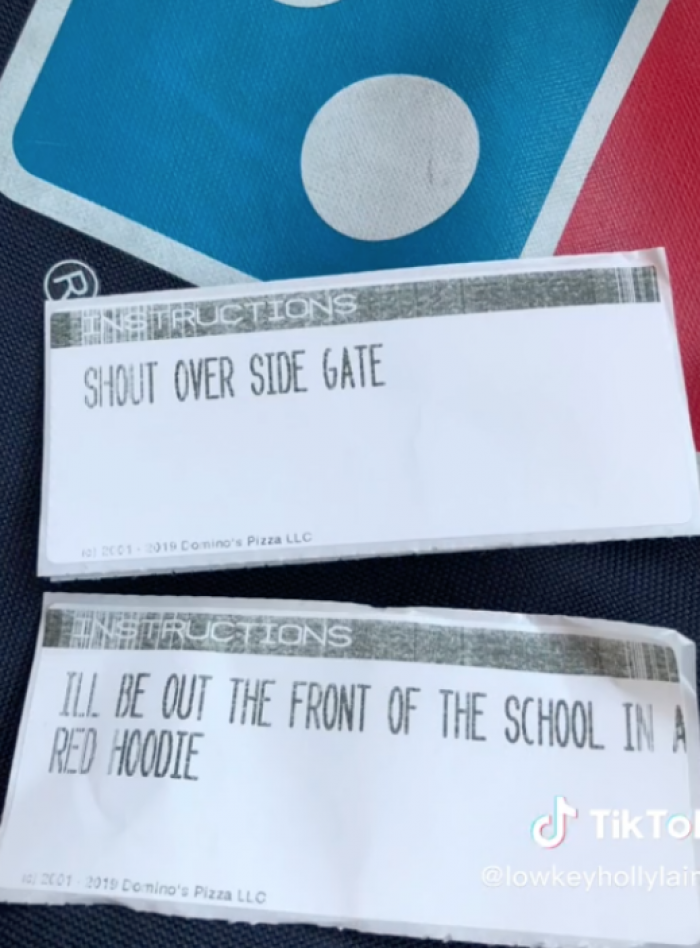 ®
INSTRUCTIONS
SHOUT OVER SIDE GATE
(c) 2001 - 2019 Domino's Pizza LLC
INSTRUCTIONS
ILL BE OUT THE FRONT OF THE SCHOOL IN A
RED HOODIE
(c) 2001 - 2019 Domino's Pizza LLC
TikTok
@lowkeyhollylain